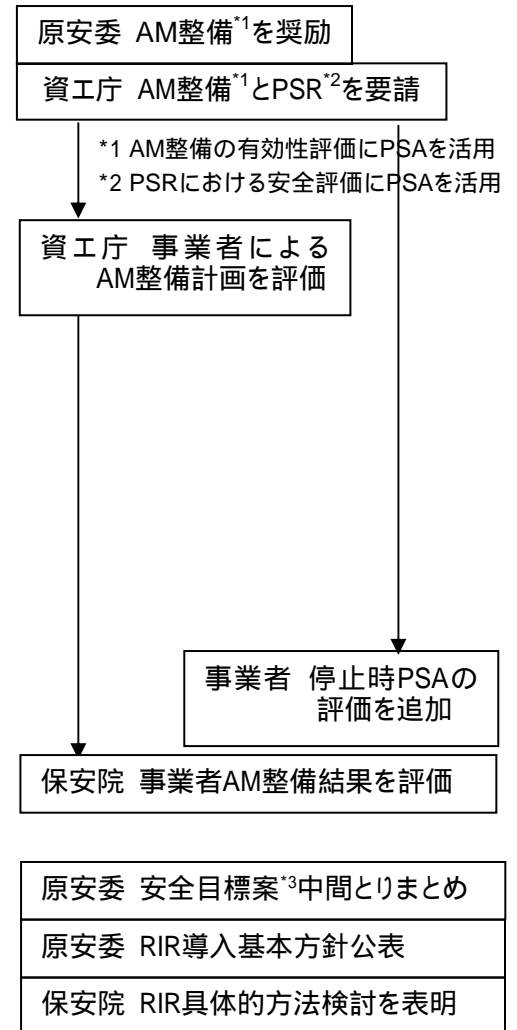 原安委 AM整備*1を奨励
資エ庁 AM整備*1とPSR*2を要請
*1 AM整備の有効性評価にPSAを活用
*2 PSRにおける安全評価にPSAを活用
資エ庁 事業者による
AM整備計画を評価
事業者 停止時PSAの
評価を追加
保安院 事業者AM整備結果を評価
原安委 安全目標案*3中間とりまとめ
原安委 RIR導入基本方針公表
保安院 RIR具体的方法検討を表明